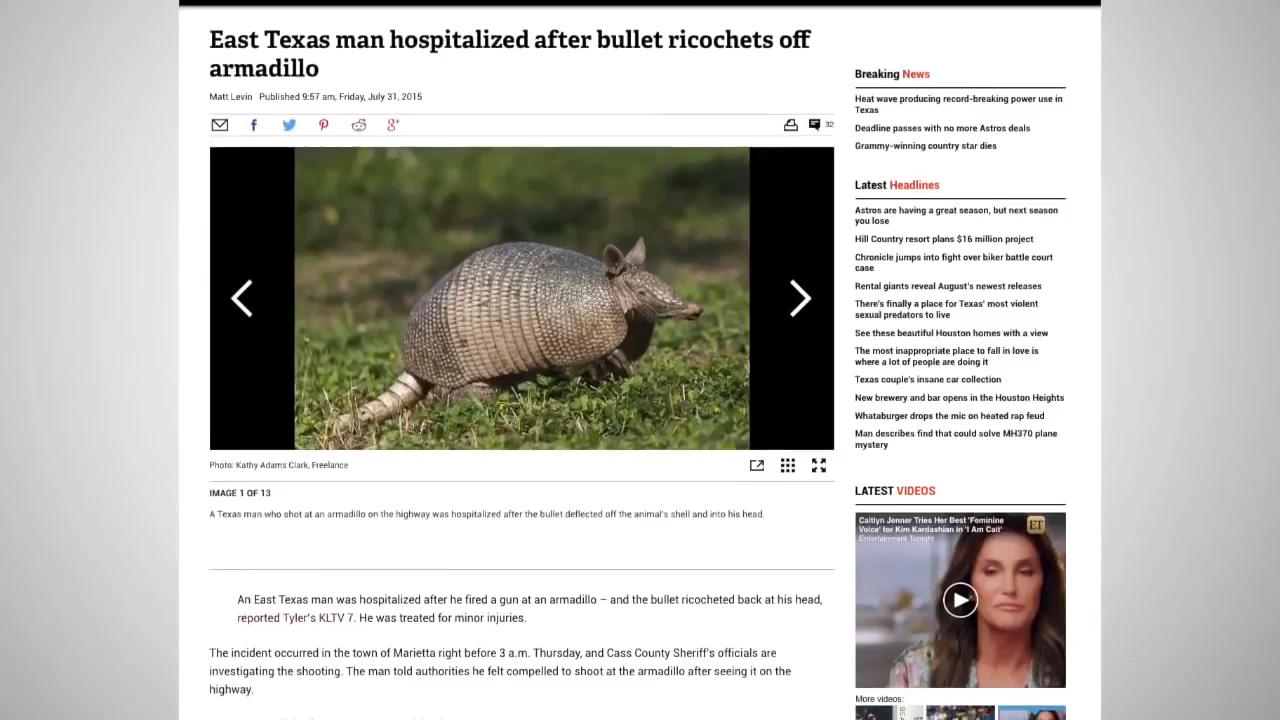 East Texas man hospitalized after bullet ricochets off
armadillo
Matt Levin Published 9:57 am, Friday, July 31, 2015
32
Photo: Kathy Adams Clark, Freelance
IMAGE 1 OF 13
A Texas man who shot at an armadillo on the highway was hospitalized after the bullet deflected off the animal's shell and into his head.
An East Texas man was hospitalized after he fired a gun at an armadillo – and the bullet ricocheted back at his head,
reported Tyler's KLTV 7. He was treated for minor injuries.
The incident occurred in the town of Marietta right before 3 a.m. Thursday, and Cass County Sheriff's officials are
investigating the shooting. The man told authorities he felt compelled to shoot at the armadillo after seeing it on the
highway.
Breaking News
Heat wave producing record-breaking power use in
Texas
Deadline passes with no more Astros deals
Grammy-winning country star dies
Latest Headlines
Astros are having a great season, but next season
you lose
Hill Country resort plans $16 million project
Chronicle jumps into fight over biker battle court
case
Rental giants reveal August's newest releases
There's finally a place for Texas' most violent
sexual predators to live
See these beautiful Houston homes with a view
The most inappropriate place to fall in love is
where a lot of people are doing it
Texas couple's insane car collection
New brewery and bar opens in the Houston Heights
Whataburger drops the mic on heated rap feud
Man describes find that could solve MH370 plane
mystery
LATEST VIDEOS
Caitlyn Jenner Tries Her Best 'Feminine
Voice' for Kim Kardashian in 'I Am Cait'
Entertainment Tonight
ET
More videos: